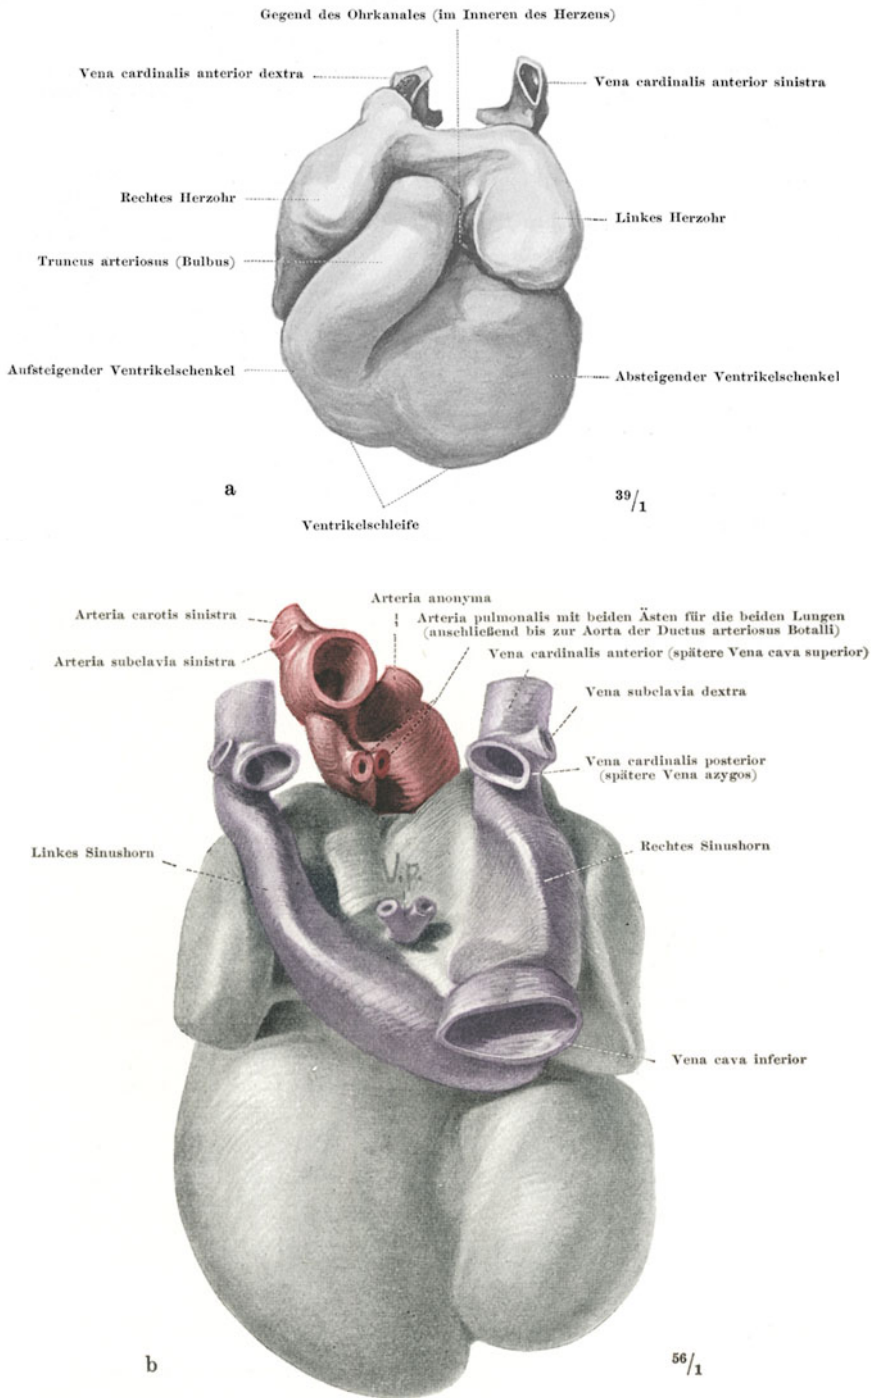 Gegend des Ohrkanales (im Inneren des Herzens)
Vena cardinalis anterior dextra
Vena cardinalis anterior sinistra
Rechtes Herzohr
Linkes Herzohr
Truncus arteriosus (Bulbus)
Aufsteigender Ventrikelschenkel
Absteigender Ventrikelschenkel
a
39/1
Ventrikelschleife
Arteria anonyma
Arteria carotis sinistra
Arteria pulmonalis mit beiden Ästen für die beiden Lungen
(anschließend bis zur Aorta der Ductus arteriosus Botalli)
Arteria subclavia sinistra
Vena cardinalis anterior (spätere Vena cava superior)
Vena subclavia dextra
Vena cardinalis posterior
(spätere Vena azygos)
Linkes Sinushorn
Rechtes Sinushorn
V.p.
Vena cava inferior
b
56/1